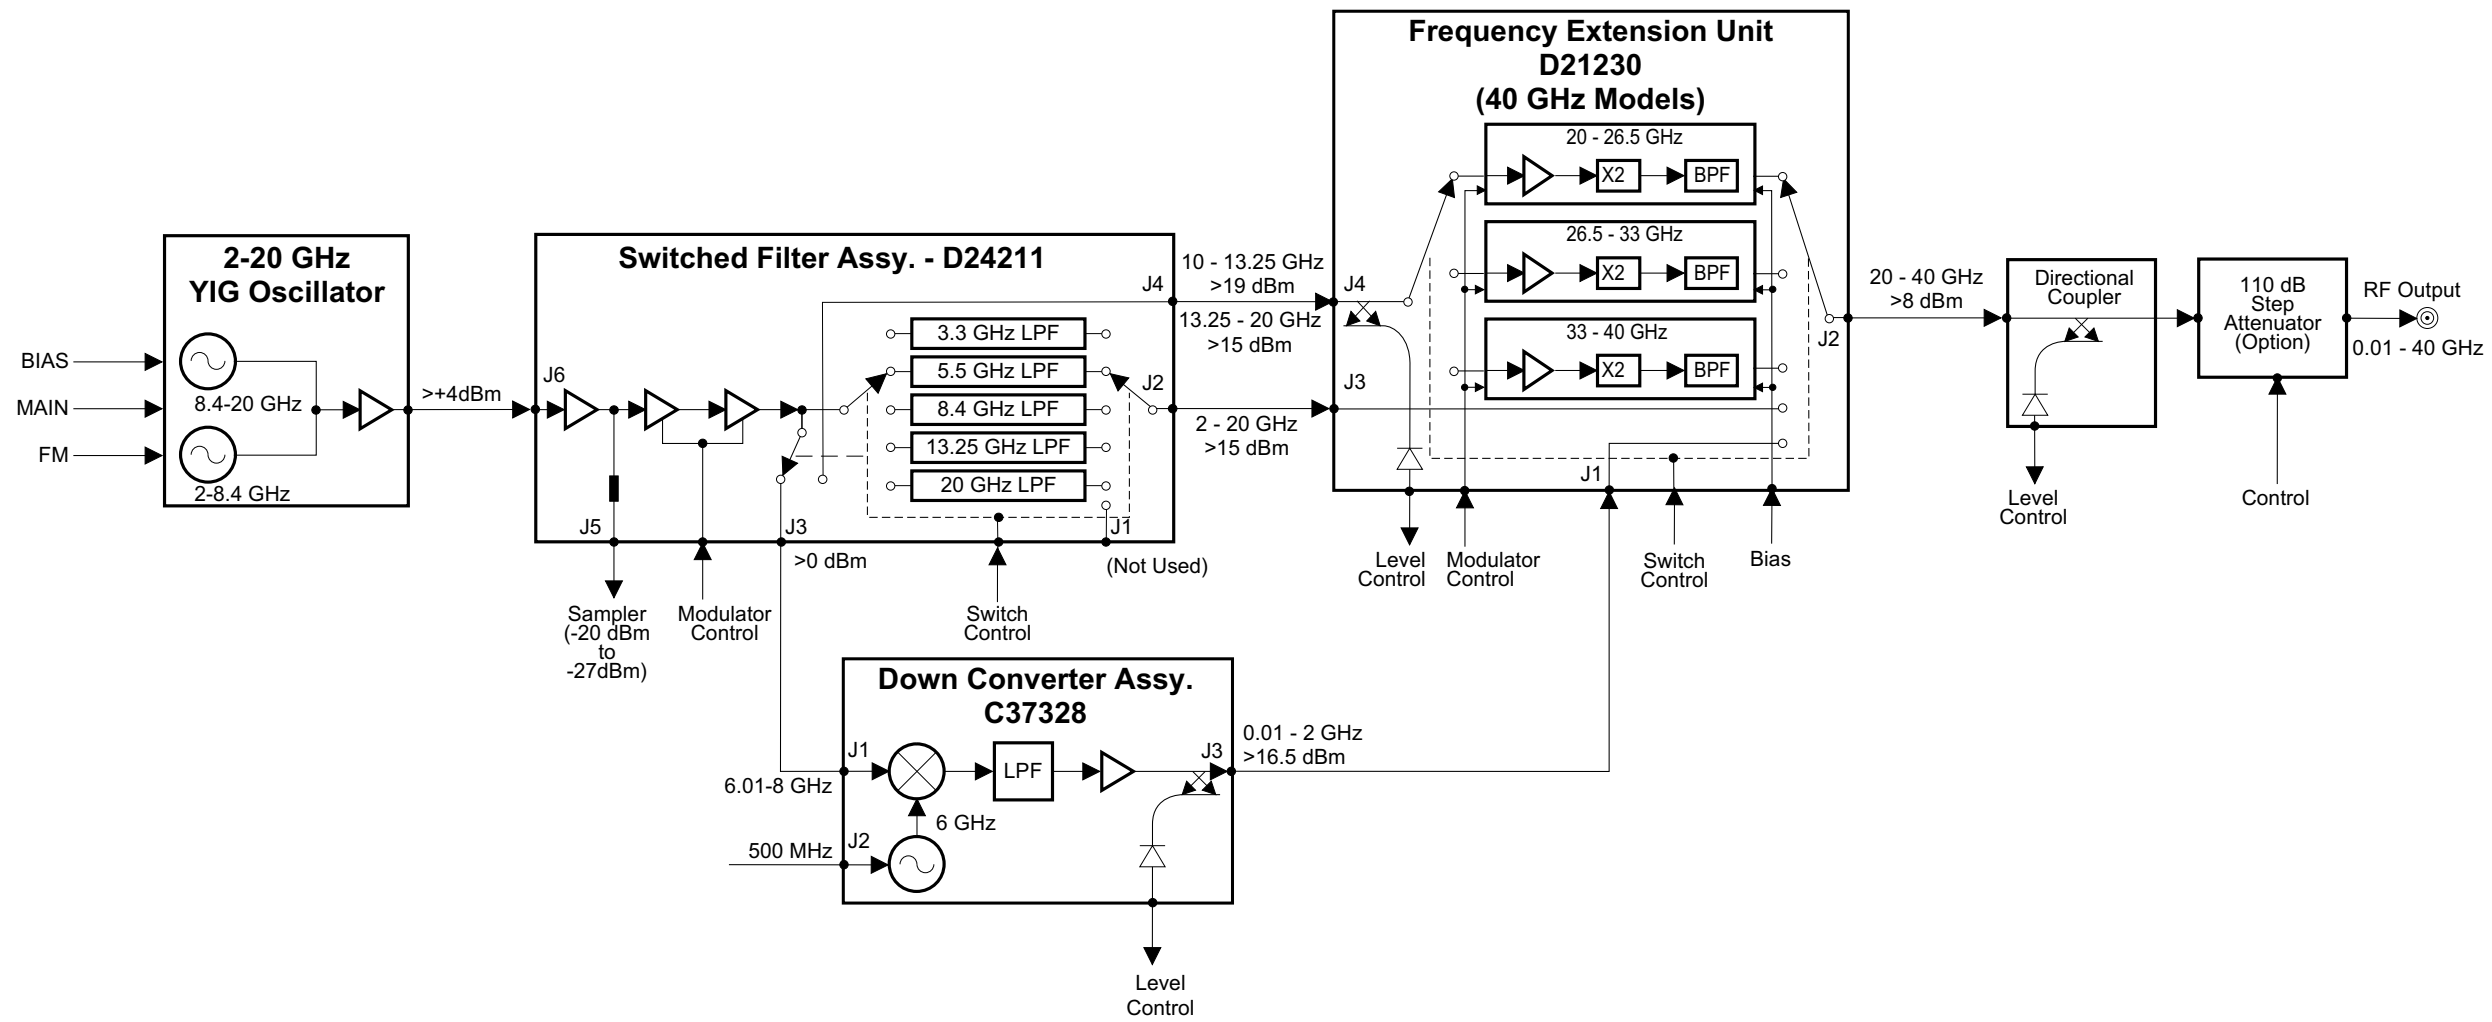 2-20 GHz
YIG Oscillator
BIAS
MAIN
FM
8.4-20 GHz
2-8.4 GHz
>+4dBm
Switched Filter Assy. - D24211
J6
J5
J3
J4
J2
J1
3.3 GHz LPF
5.5 GHz LPF
8.4 GHz LPF
13.25 GHz LPF
20 GHz LPF
>0 dBm
(Not Used)
Sampler
(-20 dBm
to
-27dBm)
Modulator
Control
Switch
Control
10 - 13.25 GHz
>19 dBm
13.25 - 20 GHz
>15 dBm
2 - 20 GHz
>15 dBm
Frequency Extension Unit
D21230
(40 GHz Models)
20 - 26.5 GHz
X2
BPF
26.5 - 33 GHz
X2
BPF
33 - 40 GHz
X2
BPF
J4
J3
J1
J2
Level
Control
Modulator
Control
Switch
Control
Bias
20 - 40 GHz
>8 dBm
Directional
Coupler
Level
Control
110 dB
Step
Attenuator
(Option)
Control
RF Output
0.01 - 40 GHz
Down Converter Assy.
C37328
J1
6.01-8 GHz
J2
500 MHz
6 GHz
LPF
J3
0.01 - 2 GHz
>16.5 dBm
Level
Control